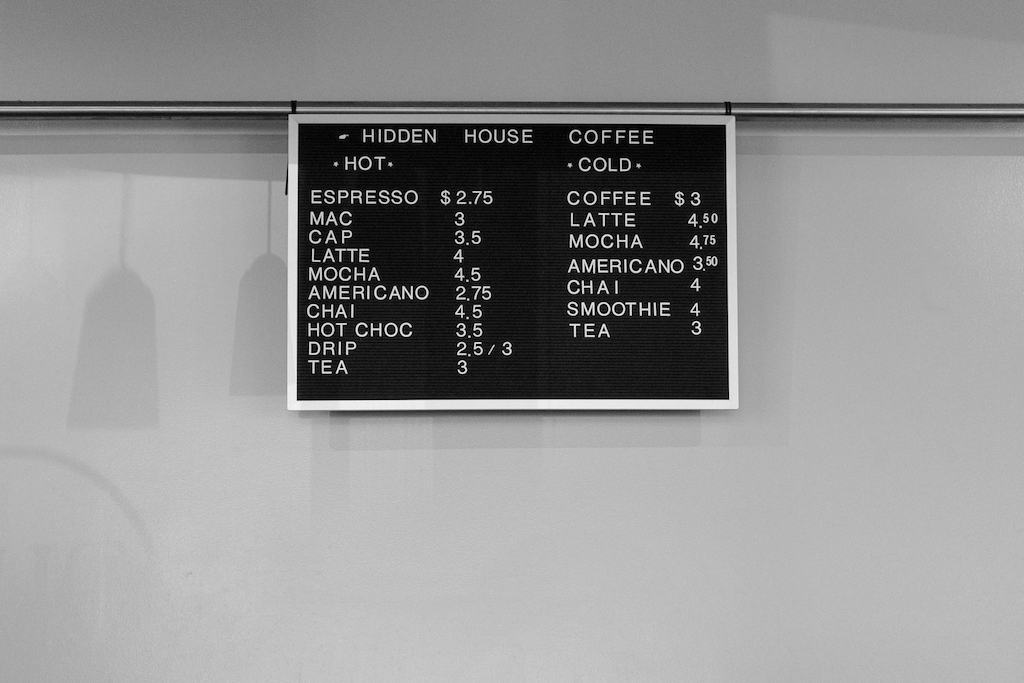 HIDDEN HOUSE COFFEE
*HOT*
ESPRESSO $2.75
MAC 3
CAP 3.5
LATTE 4
MOCHA 4.5
AMERICANO 2.75
CHAI 4.5
HOT CHOC 3.5
DRIP 2.5/3
TEA 3
*COLD*
COFFEE $3
LATTE 4.50
MOCHA 4.75
AMERICANO 3.50
CHAI 4
SMOOTHIE 4
TEA 3